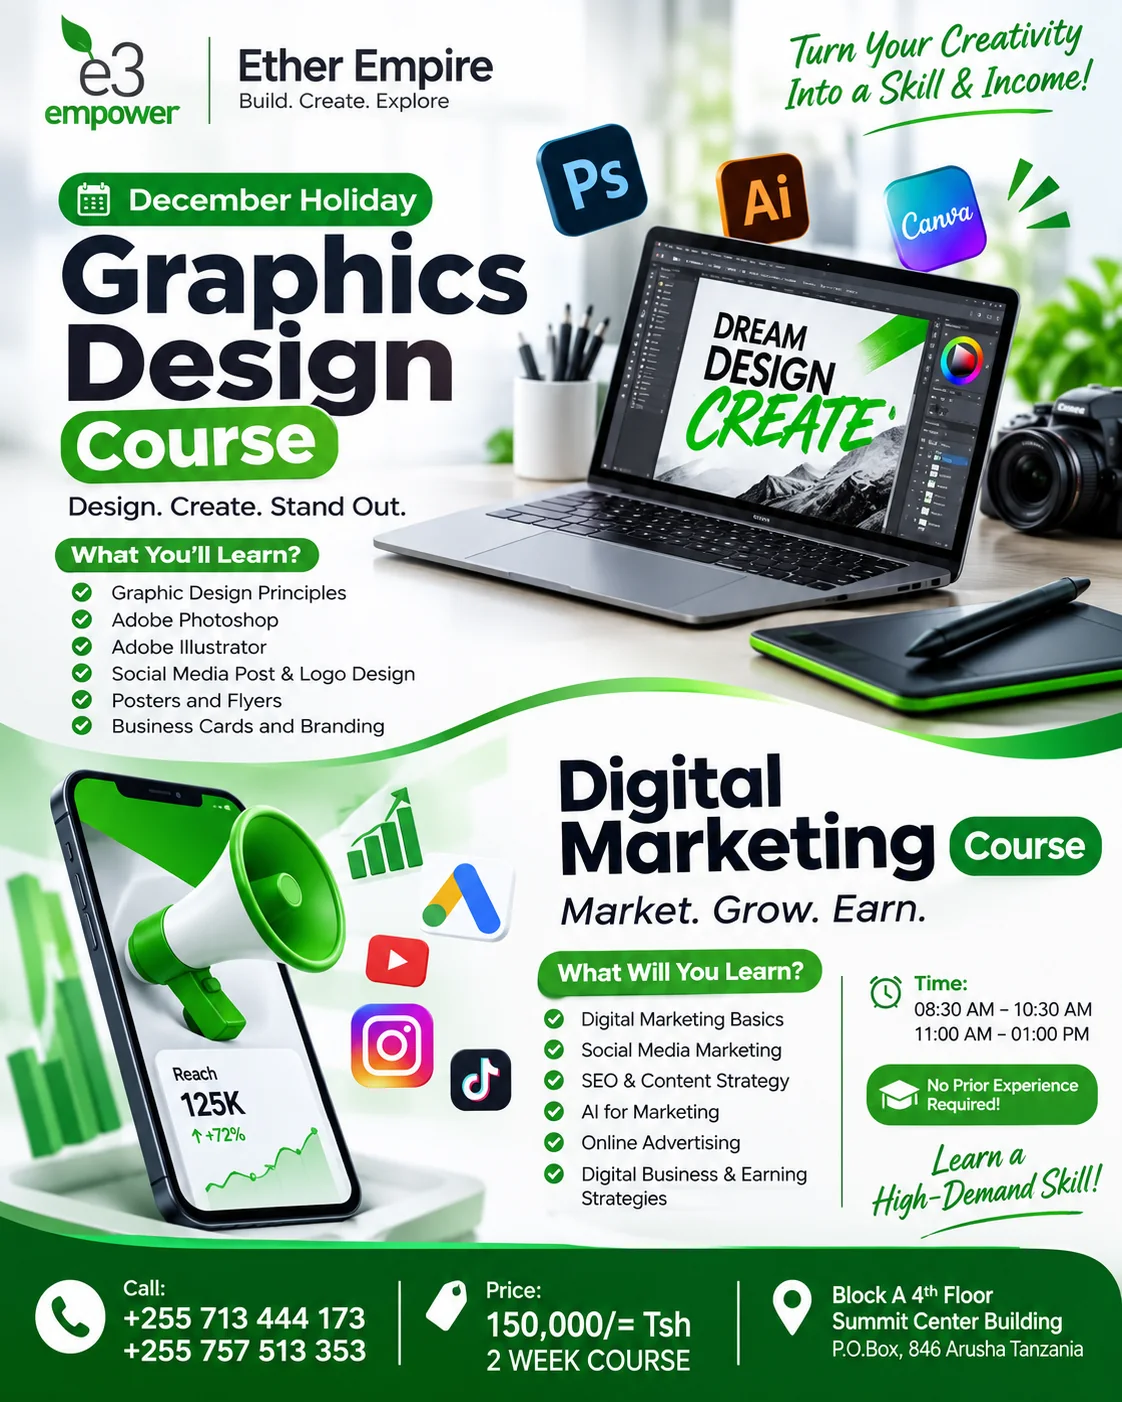 e3
empower
Ether Empire
Build. Create. Explore
Turn Your Creativity
Into a Skill & Income!
December Holiday
Graphics
Design
Course
Design. Create. Stand Out.
What You'll Learn?
Graphic Design Principles
Adobe Photoshop
Adobe Illustrator
Social Media Post & Logo Design
Posters and Flyers
Business Cards and Branding
Ps
Ai
Canva
DREAM
DESIGN
CREATE
Canon
Reach
125K
↑+72%
Digital
Marketing Course
Market. Grow. Earn.
What Will You Learn?
Digital Marketing Basics
Social Media Marketing
SEO & Content Strategy
AI for Marketing
Online Advertising
Digital Business & Earning
Strategies
Time:
08:30 AM – 10:30 AM
11:00 AM – 01:00 PM
No Prior Experience
Required!
Learn a
High-Demand Skill!
Call:
+255 713 444 173
+255 757 513 353
Price:
150,000/= Tsh
2 WEEK COURSE
Block A 4th Floor
Summit Center Building
P.O.Box, 846 Arusha Tanzania